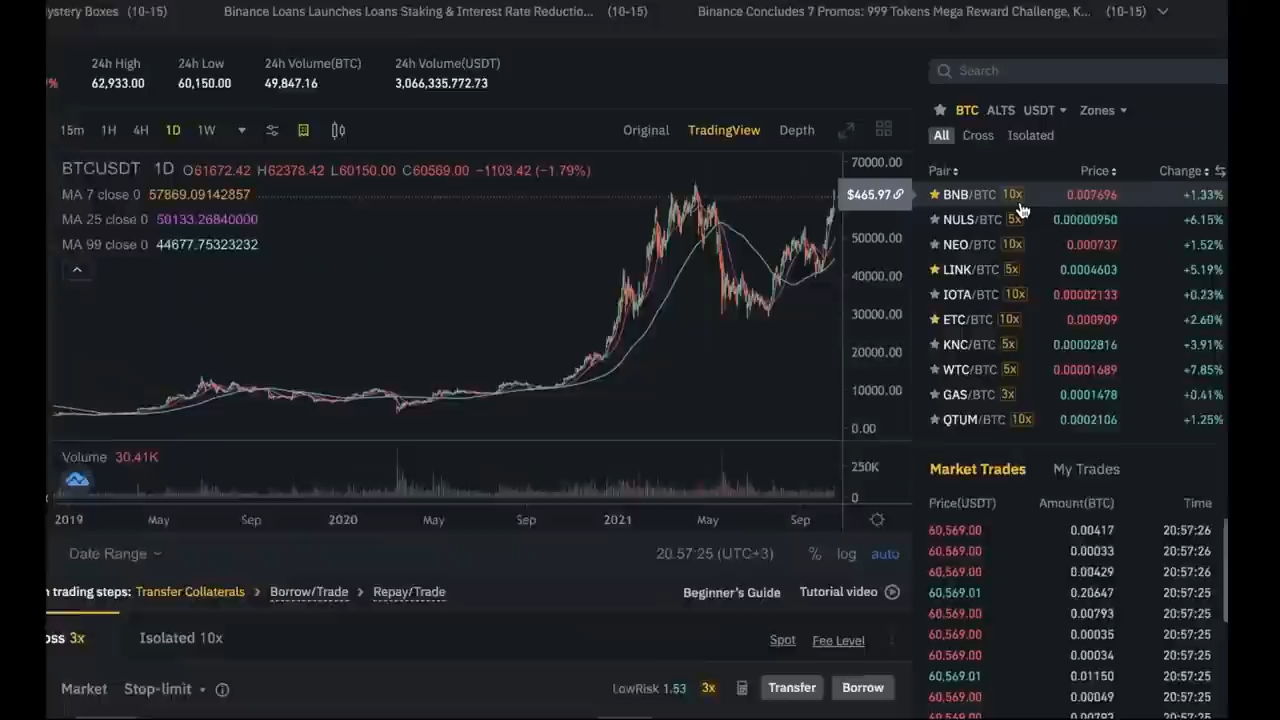 ystery Boxes (10-15) Binance Loans Launches Loans Staking & Interest Rate Reductio... (10-15) Binance Concludes 7 Promos: 999 Tokens Mega Reward Challenge, K... (10-15)
24h High 24h Low 24h Volume(BTC) 24h Volume(USDT)
% 62,933.00 60,150.00 49,847.16 3,066,335.772.73
Search
BTC ALTS USDT Zones
All Cross Isolated
15m 1H 4H 1D 1W Original TradingView Depth
Pair Price Change
BTCUSDT 1D O61672.42 H62378.42 L60150.00 C60569.00 -1103.42 (-1.79%)
MA 7 close 0 57869.09142857
MA 25 close 0 50133.26840000
MA 99 close 0 44677.75323232
70000.00
$465.97
50000.00
40000.00
30000.00
20000.00
10000.00
0.00
BNB/BTC 10x 0.007696 +1.33%
NULS/BTC 5x 0.00000950 +6.15%
NEO/BTC 10x 0.000737 +1.52%
LINK/BTC 5x 0.0004603 +5.19%
IOTA/BTC 10x 0.00002133 +0.23%
ETC/BTC 10x 0.000909 +2.60%
KNC/BTC 5x 0.00002816 +3.91%
WTC/BTC 5x 0.00001689 +7.85%
GAS/BTC 3x 0.0001478 +0.41%
QTUM/BTC 10x 0.0002106 +1.25%
Volume 30.41K
250K
0
2019 May Sep 2020 May Sep 2021 May Sep
Date Range 20:57:25 (UTC+3) % log auto
n trading steps: Transfer Collaterals > Borrow/Trade > Repay/Trade Beginner's Guide Tutorial video
oss 3x Isolated 10x Spot Fee Level
Market Stop-limit LowRisk 1.53 3x Transfer Borrow
Market Trades My Trades
Price(USDT) Amount(BTC) Time
60,569.00 0.00417 20:57:26
60,569.00 0.00033 20:57:26
60,569.00 0.00429 20:57:26
60,569.01 0.20647 20:57:25
60,569.00 0.00793 20:57:25
60,569.00 0.00035 20:57:25
60,569.00 0.00034 20:57:25
60,569.01 0.01150 20:57:25
60,569.00 0.00049 20:57:25
60,569.00 0.00793 20:57:25